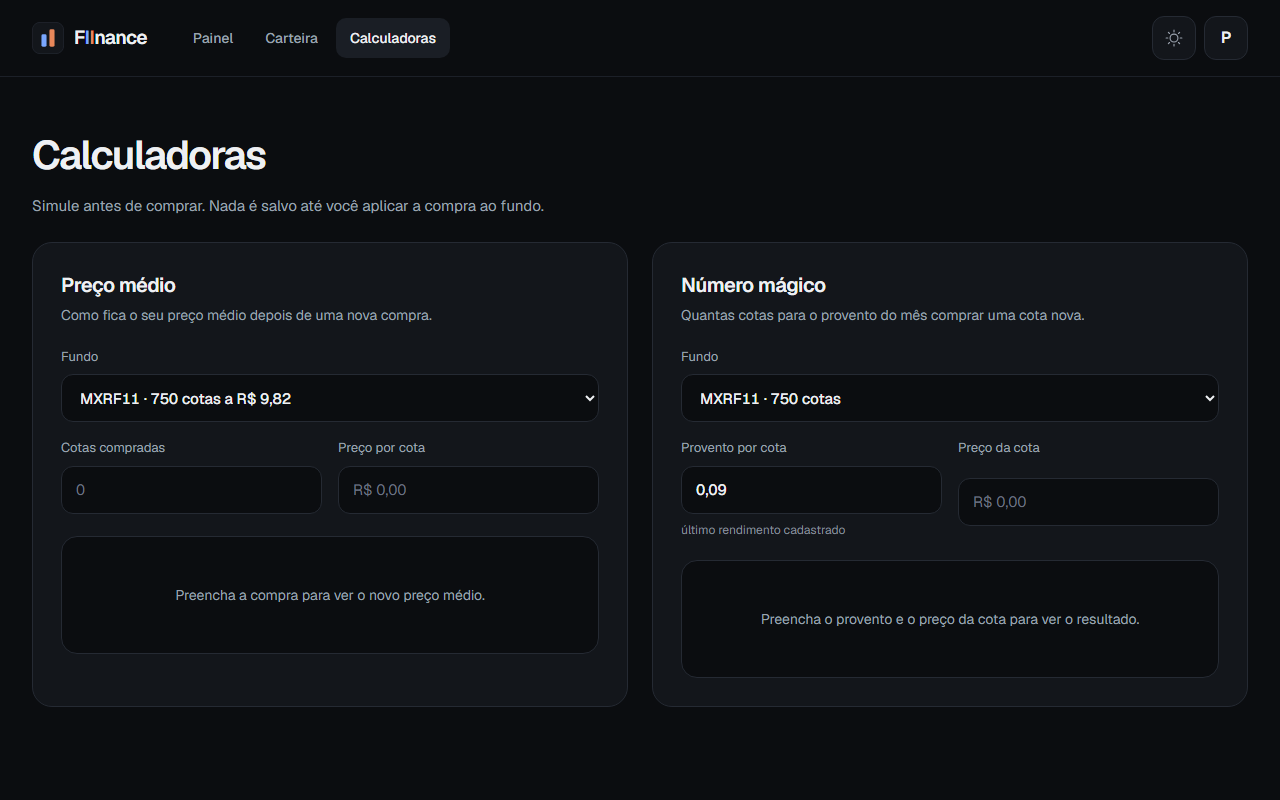 FIInance
Painel
Carteira
Calculadoras
P
Calculadoras
Simule antes de comprar. Nada é salvo até você aplicar a compra ao fundo.
Preço médio
Como fica o seu preço médio depois de uma nova compra.
Fundo
MXRF11 · 750 cotas a R$ 9,82
Cotas compradas
Preço por cota
0
R$ 0,00
Preencha a compra para ver o novo preço médio.
Número mágico
Quantas cotas para o provento do mês comprar uma cota nova.
Fundo
MXRF11 · 750 cotas
Provento por cota
Preço da cota
0,09
R$ 0,00
último rendimento cadastrado
Preencha o provento e o preço da cota para ver o resultado.